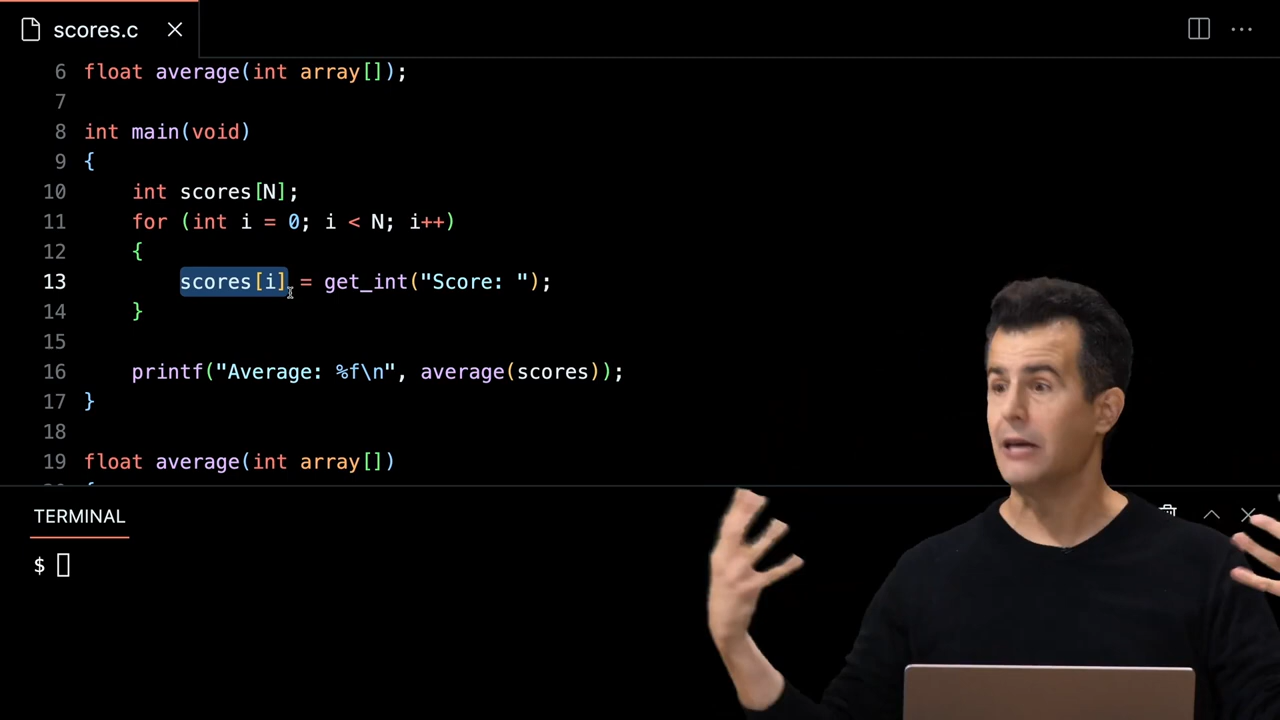 scores.c
6 float average(int array[]);
7
8 int main(void)
9 {
10 int scores[N];
11 for (int i = 0; i < N; i++)
12 {
13 scores[i] = get_int("Score: ");
14 }
15
16 printf("Average: %f\n", average(scores));
17 }
18
19 float average(int array[])
TERMINAL
$